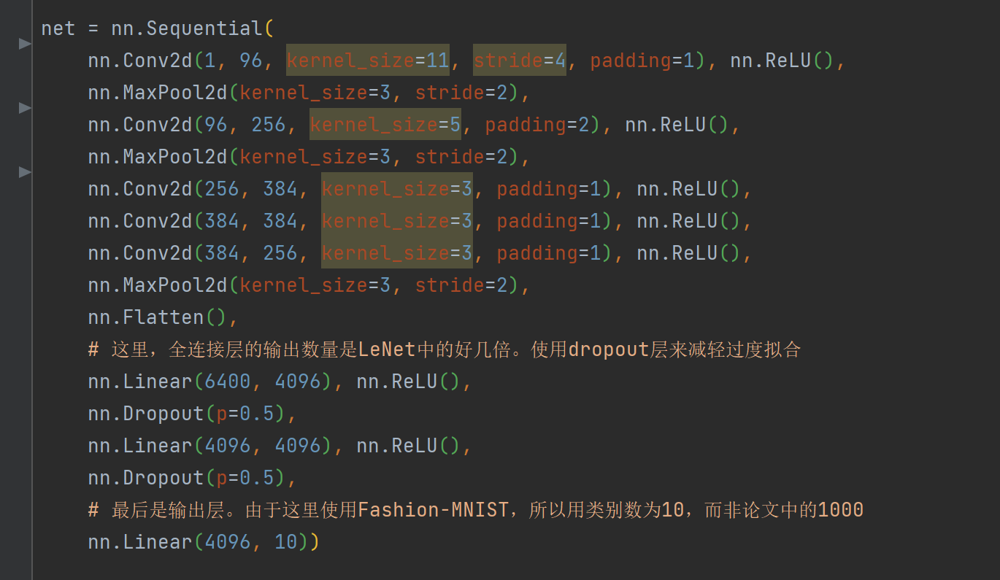 net = nn.Sequential(
    nn.Conv2d(1, 96, kernel_size=11, stride=4, padding=1), nn.ReLU(),
    nn.MaxPool2d(kernel_size=3, stride=2),
    nn.Conv2d(96, 256, kernel_size=5, padding=2), nn.ReLU(),
    nn.MaxPool2d(kernel_size=3, stride=2),
    nn.Conv2d(256, 384, kernel_size=3, padding=1), nn.ReLU(),
    nn.Conv2d(384, 384, kernel_size=3, padding=1), nn.ReLU(),
    nn.Conv2d(384, 256, kernel_size=3, padding=1), nn.ReLU(),
    nn.MaxPool2d(kernel_size=3, stride=2),
    nn.Flatten(),
    # 这里，全连接层的输出数量是LeNet中的好几倍。使用dropout层来减轻过度拟合
    nn.Linear(6400, 4096), nn.ReLU(),
    nn.Dropout(p=0.5),
    nn.Linear(4096, 4096), nn.ReLU(),
    nn.Dropout(p=0.5),
    # 最后是输出层。由于这里使用Fashion-MNIST，所以用类别数为10，而非论文中的1000
    nn.Linear(4096, 10))